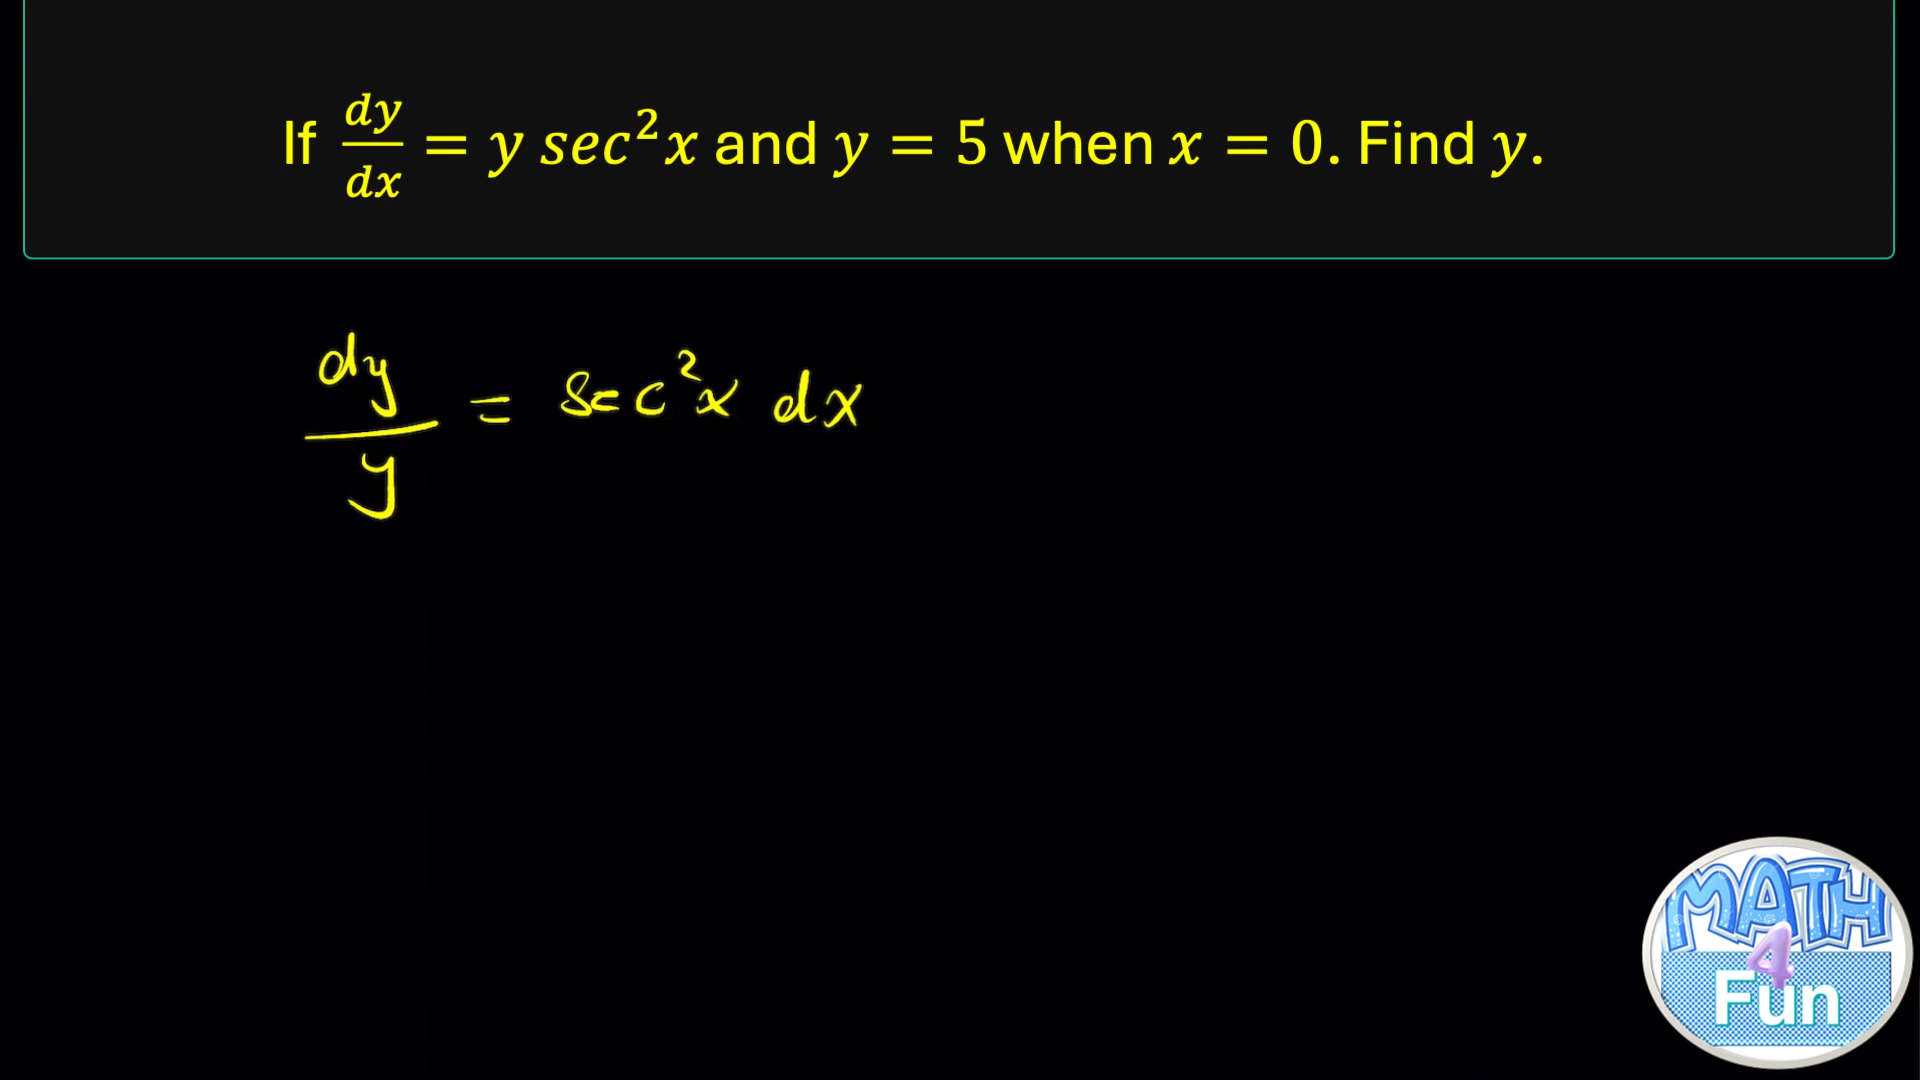 If dy/dx = y sec²x and y = 5 when x = 0. Find y.
dy/y = sec²x dx
MATH
4
Fun